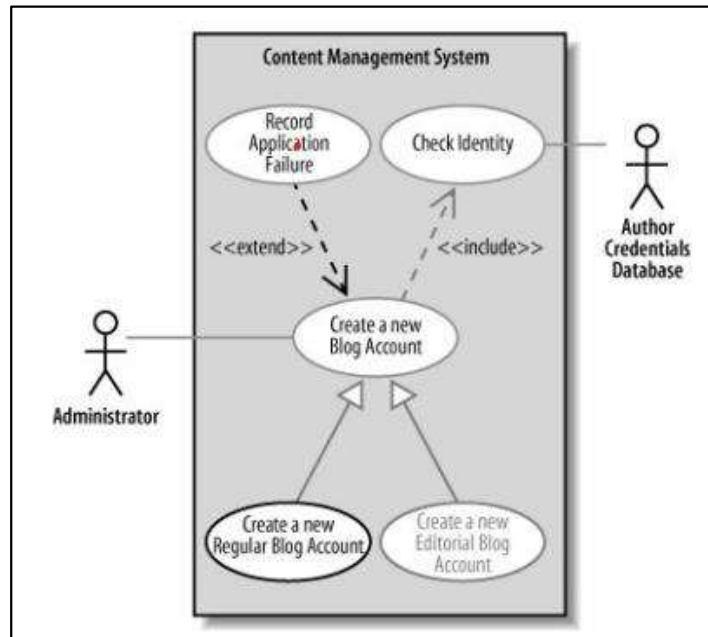 Content Management System
Record
Application
Failure
Check Identity
Author
Credentials
Database
<<extend>>
<<include>>
Create a new
Blog Account
Administrator
Create a new
Regular Blog Account
Create a new
Editorial Blog
Account